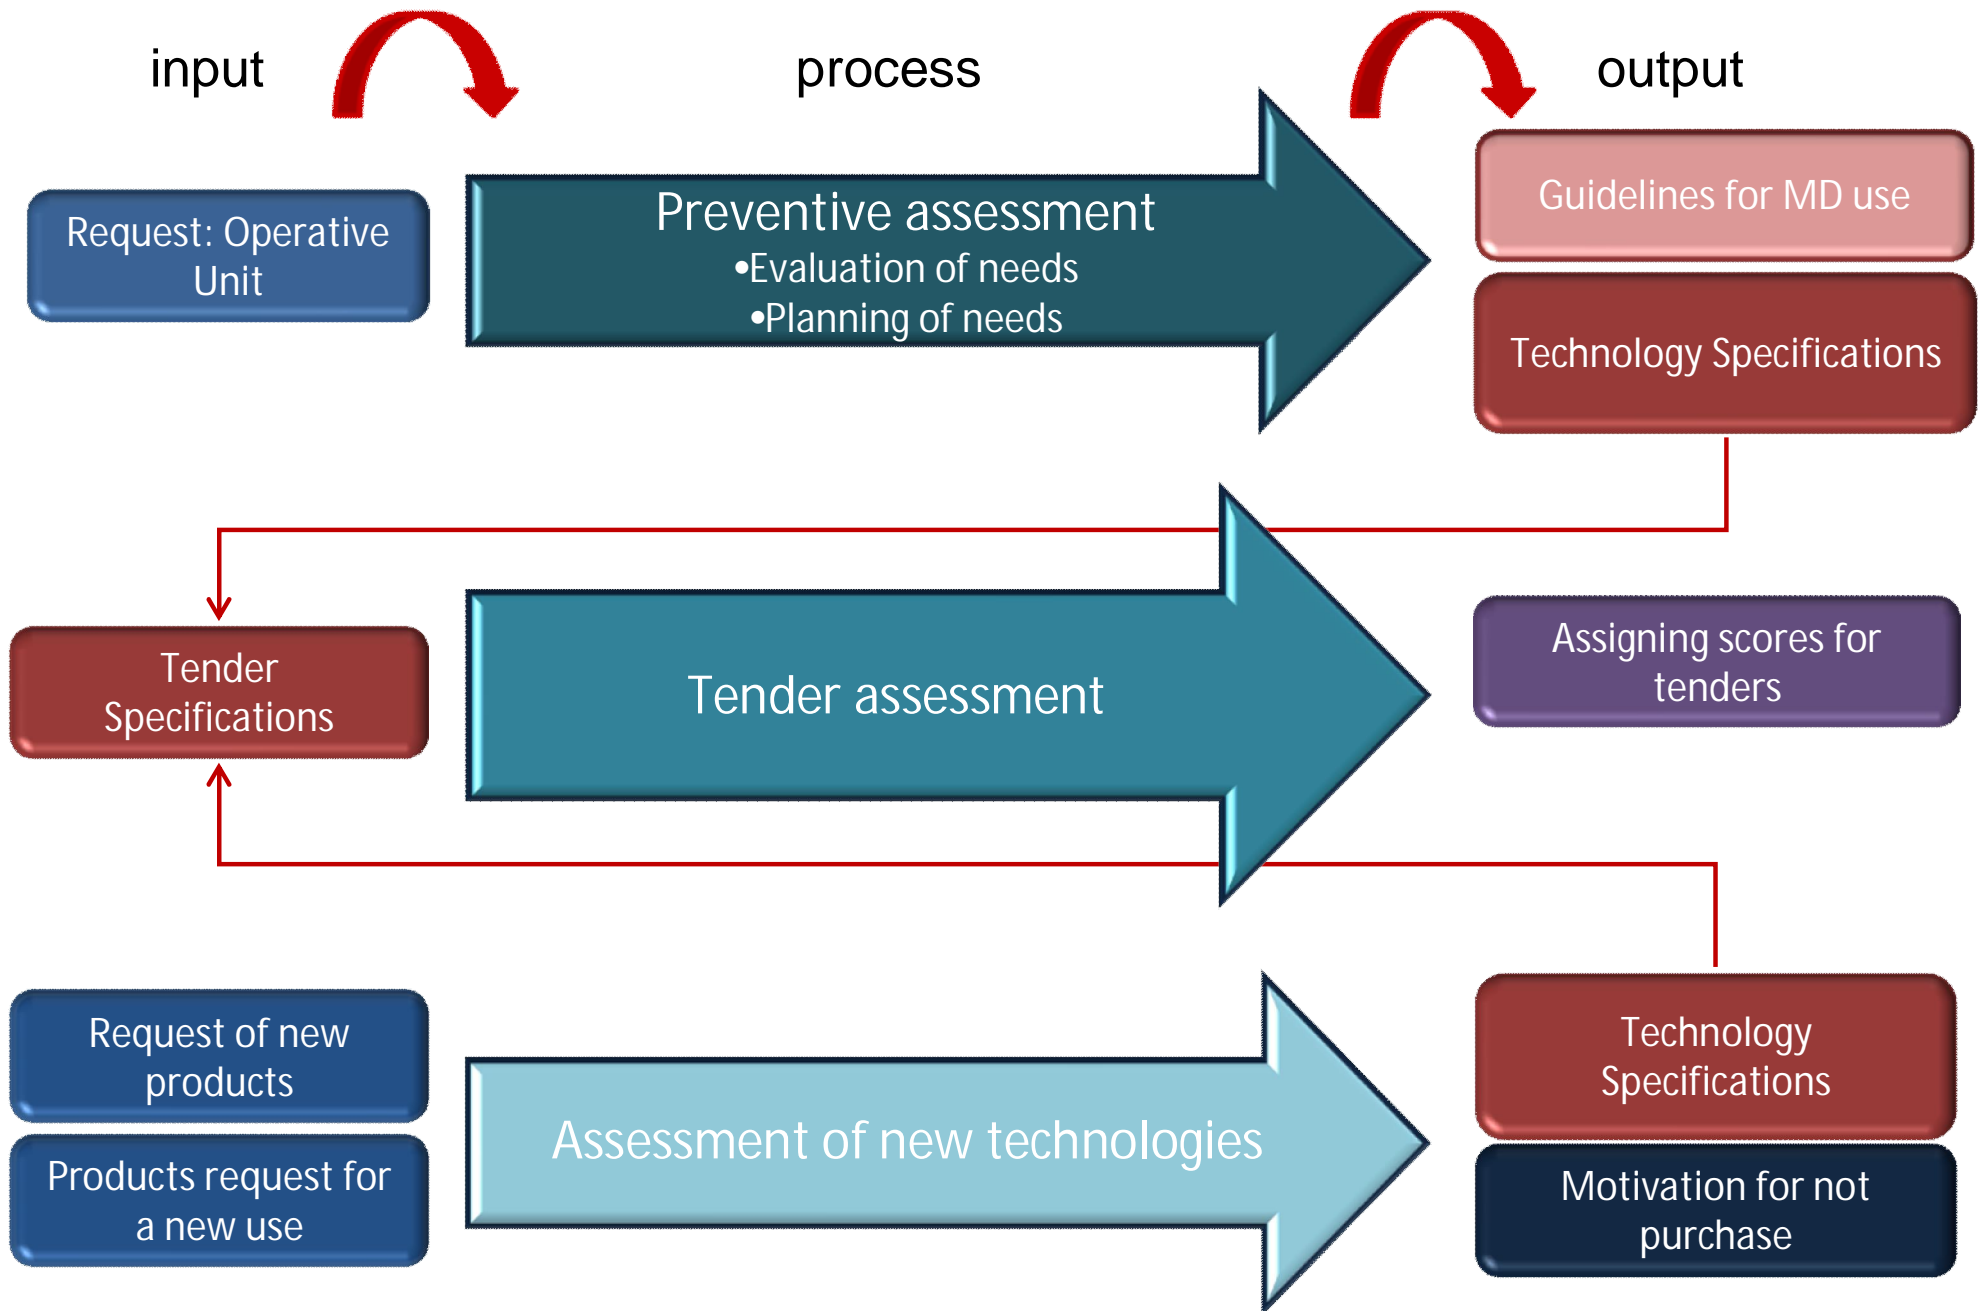 input
process
output
Request: Operative
Unit
Preventive assessment
•Evaluation of needs
•Planning of needs
Guidelines for MD use
Technology Specifications
Tender
Specifications
Tender assessment
Assigning scores for
tenders
Request of new
products
Products request for
a new use
Assessment of new technologies
Technology
Specifications
Motivation for not
purchase